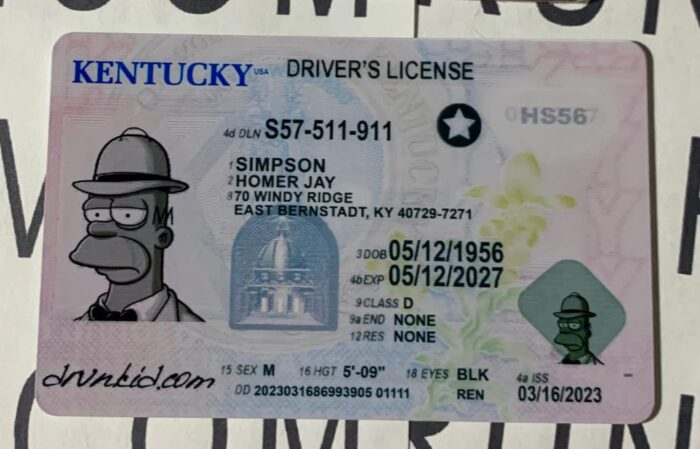 KENTUCKY USA DRIVER'S LICENSE
4d DLN S57-511-911
HS567
1 SIMPSON
2 HOMER JAY
8 70 WINDY RIDGE
EAST BERNSTADT, KY 40729-7271
3 DOB 05/12/1956
4b EXP 05/12/2027
9 CLASS D
9a END NONE
12 RES NONE
drvnkid.com
15 SEX M 16 HGT 5'-09" 18 EYES BLK 4a ISS
DD 2023031686993905 01111 REN 03/16/2023